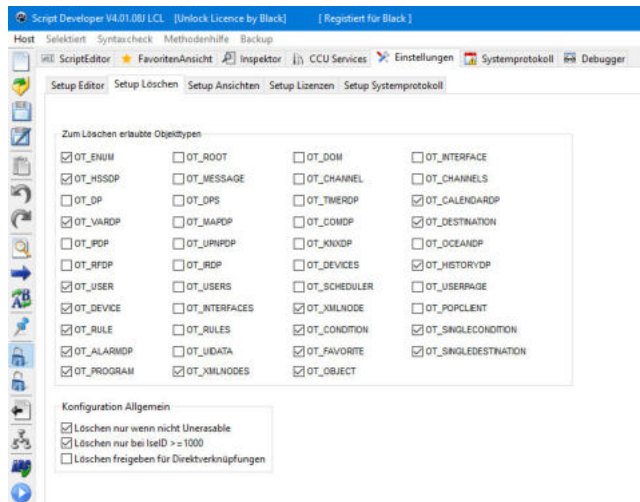 Script Developer V4.01.08J LCL [Unlock Licence by Black] [ Registiert für Black ]
Host Selektiert Syntaxcheck Methodenhilfe Backup
ScriptEditor FavoritenAnsicht Inspektor CCU Services Einstellungen Systemprotokoll Debugger
Setup Editor Setup Löschen Setup Ansichten Setup Lizenzen Setup Systemprotokoll
Zum Löschen erlaubte Objekttypen
OT_ENUM OT_ROOT OT_DOM OT_INTERFACE
OT_HSSDP OT_MESSAGE OT_CHANNEL OT_CHANNELS
OT_DP OT_DPS OT_TIMERDP OT_CALENDARDP
OT_VARDP OT_MAPDP OT_COMDP OT_DESTINATION
OT_IPDP OT_UPNPDP OT_KNXDP OT_OCEANDP
OT_RFDP OT_IRDP OT_DEVICES OT_HISTORYDP
OT_USER OT_USERS OT_SCHEDULER OT_USERPAGE
OT_DEVICE OT_INTERFACES OT_XMLNODE OT_POPCLIENT
OT_RULE OT_RULES OT_CONDITION OT_SINGLECONDITION
OT_ALARMDP OT_UIDATA OT_FAVORITE OT_SINGLEDESTINATION
OT_PROGRAM OT_XMLNODES OT_OBJECT
Konfiguration Allgemein
Löschen nur wenn nicht Unerasable
Löschen nur bei IseID >=1000
Löschen freigeben für Direktverknüpfungen